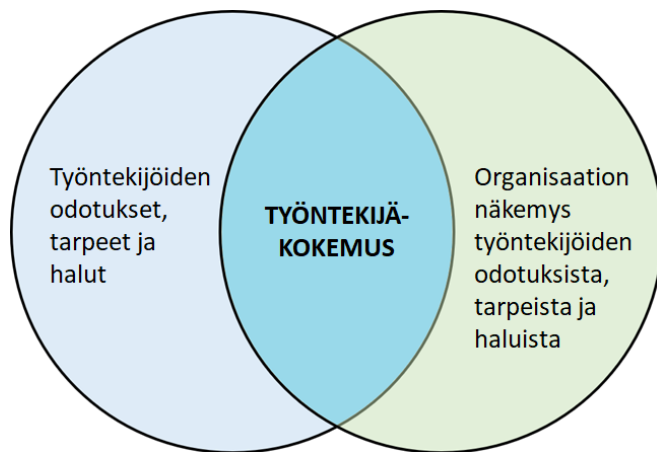 Työntekijöiden
odotukset,
tarpeet ja
halut
TYÖNTEKIJÄ-
KOKEMUS
Organisaation
näkemys
työntekijöiden
odotuksista,
tarpeista ja
haluista